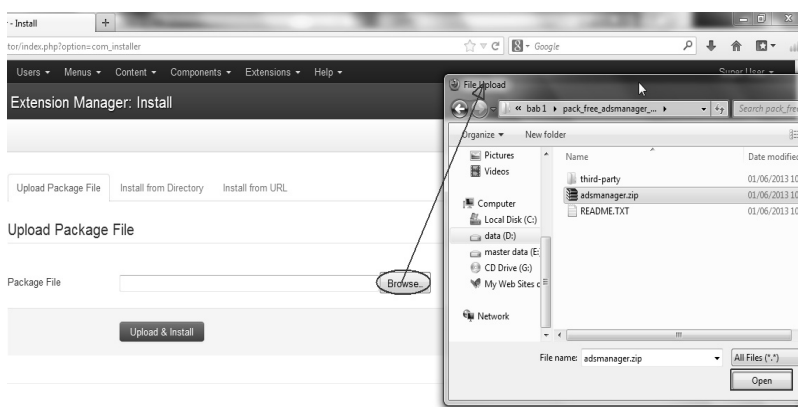 - Install
+
tor/index.php?option=com_installer
Google
Users Menus Content Components Extensions Help
Super User
Extension Manager: Install
Upload Package File Install from Directory Install from URL
Upload Package File
Package File
Browse..
Upload & Install
File Upload
« bab 1 pack_free_adsmanager_...
Search pack_free
Organize New folder
Pictures
Videos
Computer
Local Disk (C:)
data (D:)
master data (E:
CD Drive (G:)
My Web Sites c
Network
Name Date modified
third-party 01/06/2013 10
adsmanager.zip 01/06/2013 10
README.TXT 01/06/2013 10
File name: adsmanager.zip
All Files (*.*)
Open